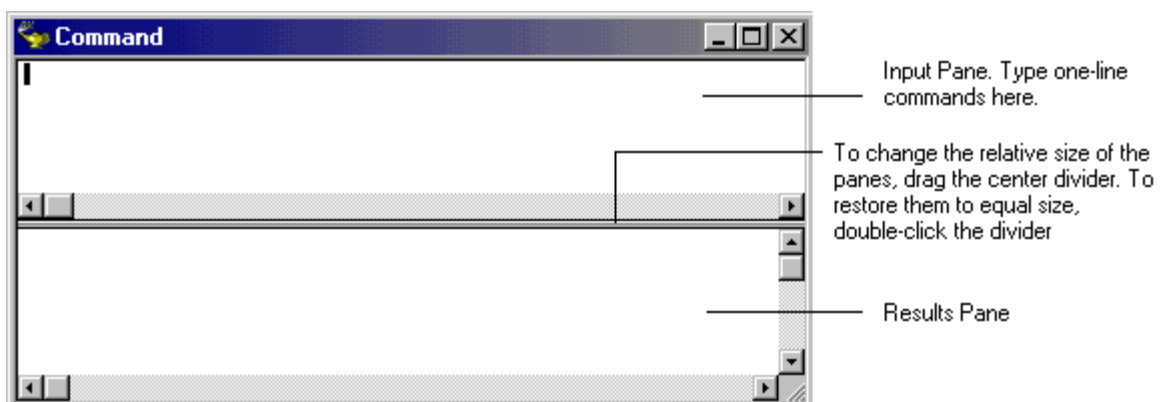 Command
Input Pane. Type one-line
commands here.
To change the relative size of the
panes, drag the center divider. To
restore them to equal size,
double-click the divider
Results Pane